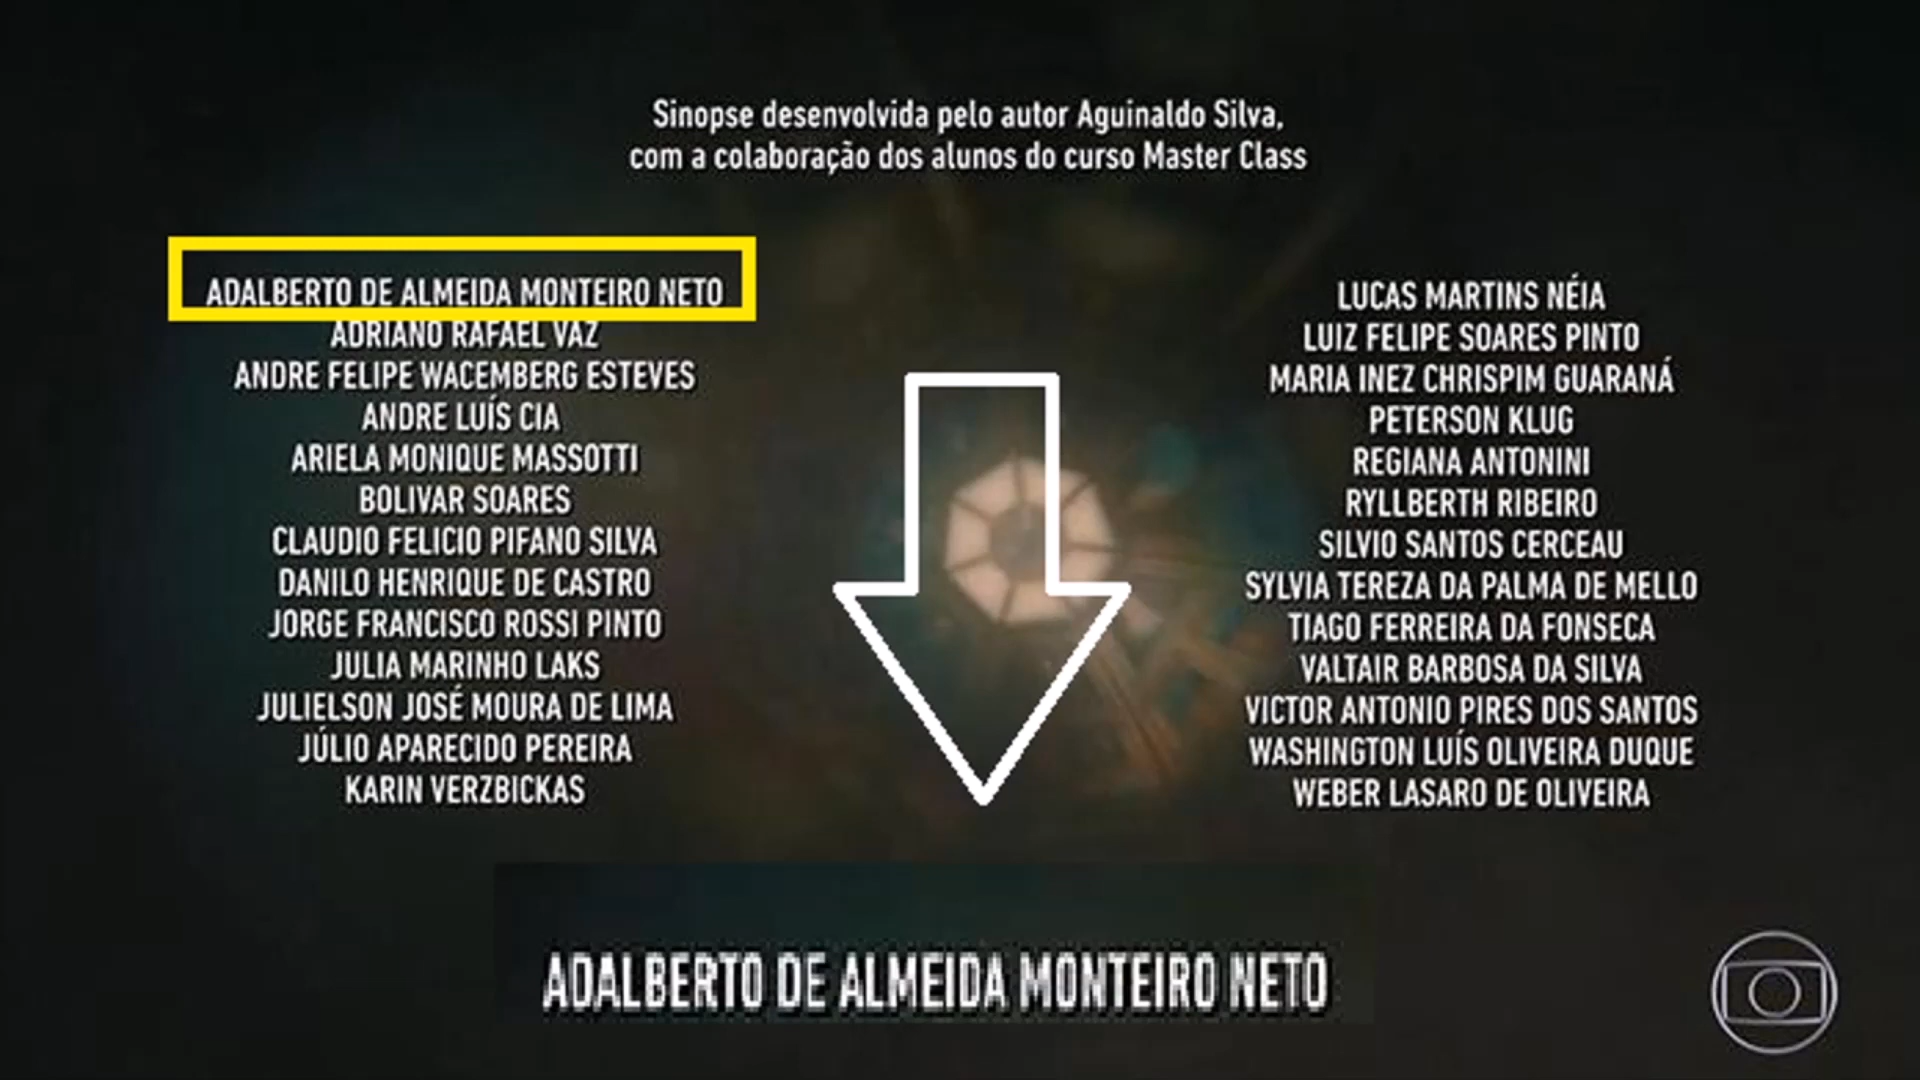 Sinopse desenvolvida pelo autor Aguinaldo Silva,
com a colaboração dos alunos do curso Master Class
ADALBERTO DE ALMEIDA MONTEIRO NETO
ADRIANO RAFAEL VAZ
ANDRE FELIPE WACEMBERG ESTEVES
ANDRE LUÍS CIA
ARIELA MONIQUE MASSOTTI
BOLIVAR SOARES
CLAUDIO FELICIO PIFANO SILVA
DANILO HENRIQUE DE CASTRO
JORGE FRANCISCO ROSSI PINTO
JULIA MARINHO LAKS
JULIELSON JOSÉ MOURA DE LIMA
JÚLIO APARECIDO PEREIRA
KARIN VERZBICKAS
LUCAS MARTINS NÉIA
LUIZ FELIPE SOARES PINTO
MARIA INEZ CHRISPIM GUARANÁ
PETERSON KLUG
REGIANA ANTONINI
RYLLBERTH RIBEIRO
SILVIO SANTOS CERCEAU
SYLVIA TEREZA DA PALMA DE MELLO
TIAGO FERREIRA DA FONSECA
VALTAIR BARBOSA DA SILVA
VICTOR ANTONIO PIRES DOS SANTOS
WASHINGTON LUÍS OLIVEIRA DUQUE
WEBER LASARO DE OLIVEIRA
ADALBERTO DE ALMEIDA MONTEIRO NETO